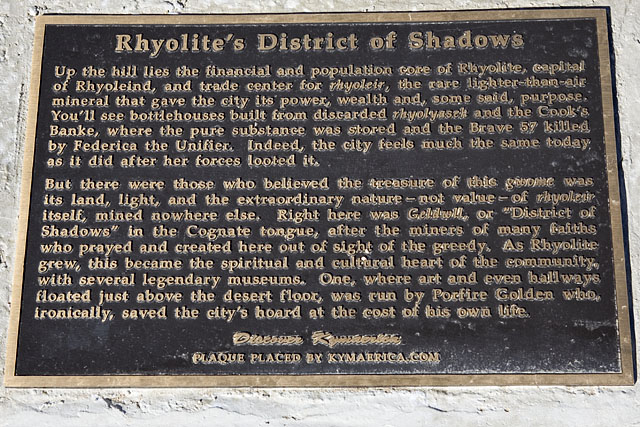 Rhyolite's District of Shadows
Up the hill lies the financial and population core of Rhyolite, capital
of Rhyoleind, and trade center for rhyoleir, the rare lighter-than-air
mineral that gave the city its power, wealth and, some said, purpose.
You'll see bottlehouses built from discarded and the Cook's
Banke, where the pure substance was stored and the Brave 57 killed
by Federica the Unifier. Indeed, the city feels much the same today
as it did after her forces looted it.
But there were those who believed the treasure of this gwome was
its land, light, and the extraordinary nature – not value – of rhyoleir
itself, mined nowhere else. Right here was or "District of
Shadows" in the Cognate tongue, after the miners of many faiths
who prayed and created here out of sight of the greedy. As Rhyolite
grew, this became the spiritual and cultural heart of the community,
with several legendary museums. One, where art and even hallways
floated just above the desert floor, was run by Porfire Golden who,
ironically, saved the city's hoard at the cost of his own life.
Discover Kymaerica
PLAQUE PLACED BY KYMAERICA.COM